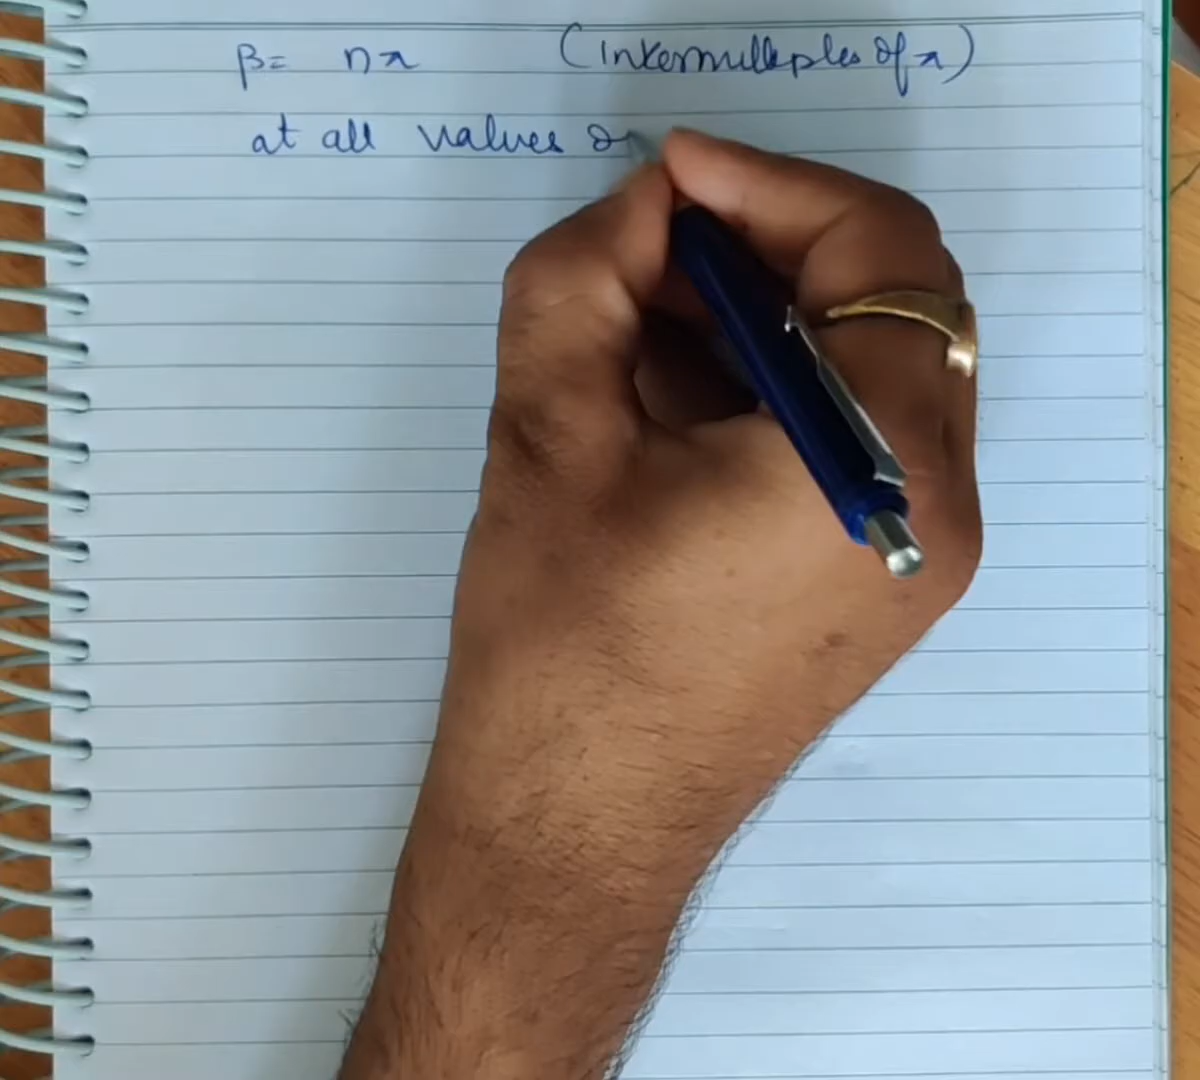 β = nπ (Intermultiples of π)
at all values o